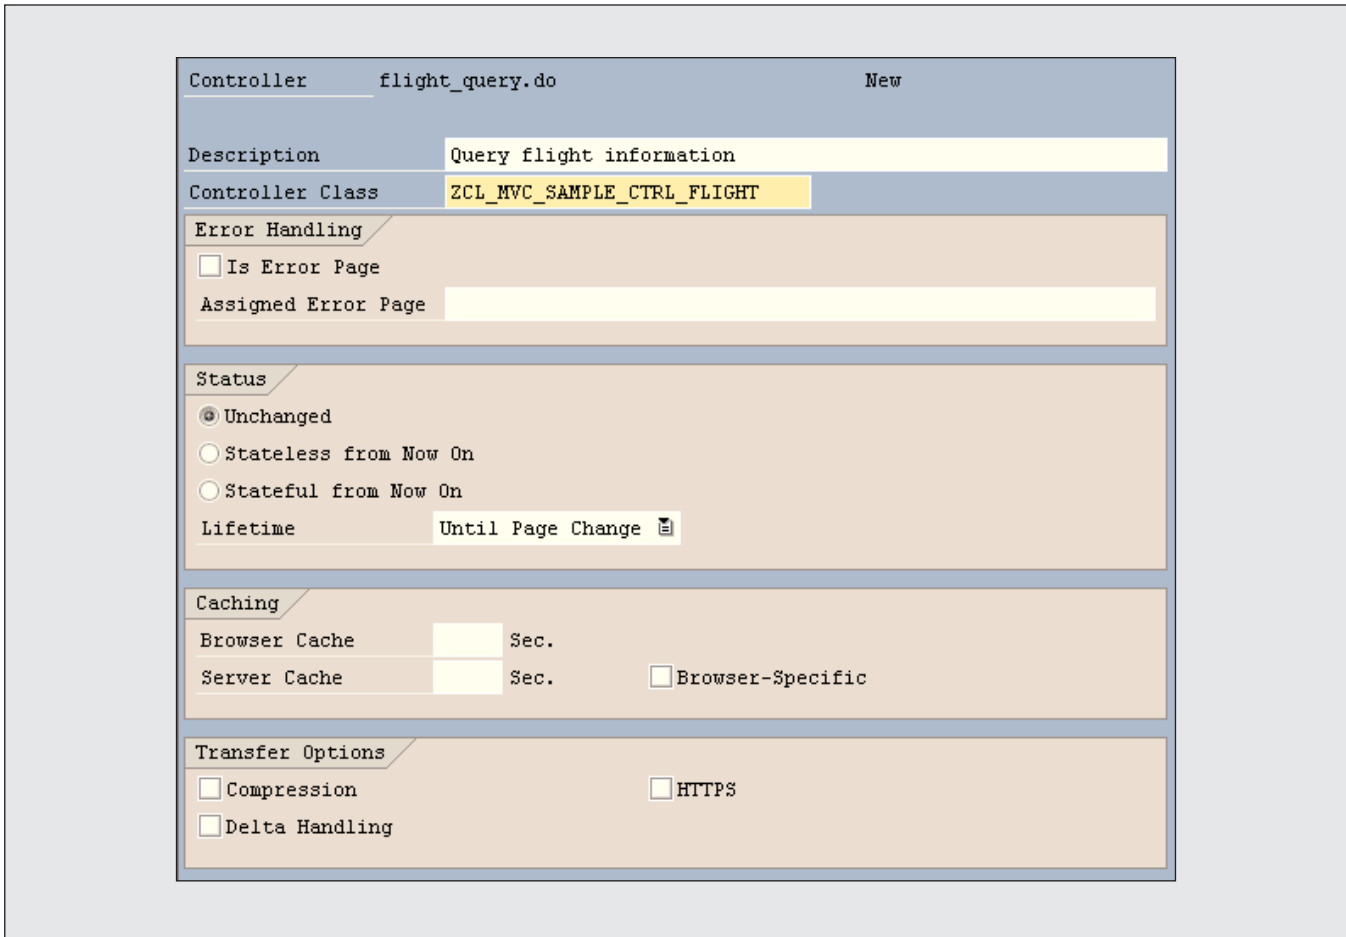 Controller flight_query.do New
Description Query flight information
Controller Class ZCL_MVC_SAMPLE_CTRL_FLIGHT
Error Handling
Is Error Page
Assigned Error Page
Status
Unchanged
Stateless from Now On
Stateful from Now On
Lifetime Until Page Change
Caching
Browser Cache Sec.
Server Cache Sec. Browser-Specific
Transfer Options
Compression HTTPS
Delta Handling